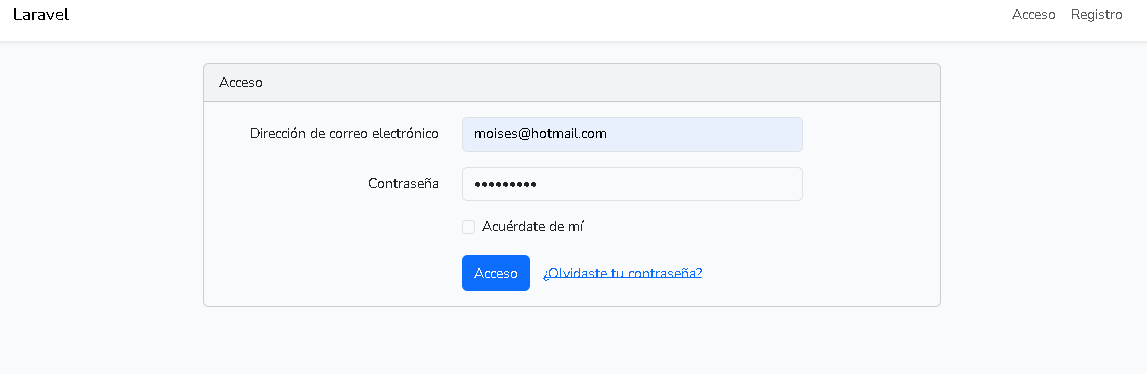 Laravel Acceso Registro
Acceso
Dirección de correo electrónico moises@hotmail.com
Contraseña •••••••••
Acuérdate de mí
Acceso ¿Olvidaste tu contraseña?